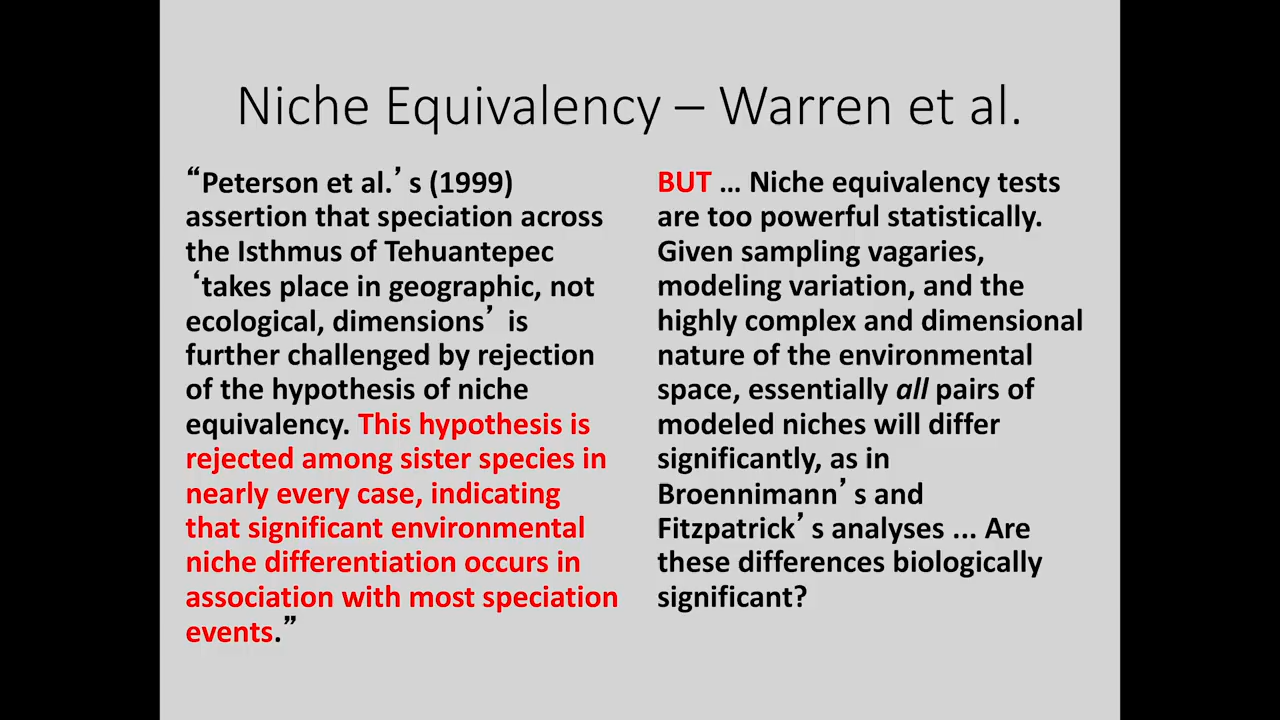 Niche Equivalency – Warren et al.
“Peterson et al.’s (1999)
assertion that speciation across
the Isthmus of Tehuantepec
‘takes place in geographic, not
ecological, dimensions’ is
further challenged by rejection
of the hypothesis of niche
equivalency. This hypothesis is
rejected among sister species in
nearly every case, indicating
that significant environmental
niche differentiation occurs in
association with most speciation
events.”
BUT ... Niche equivalency tests
are too powerful statistically.
Given sampling vagaries,
modeling variation, and the
highly complex and dimensional
nature of the environmental
space, essentially all pairs of
modeled niches will differ
significantly, as in
Broennimann’s and
Fitzpatrick’s analyses ... Are
these differences biologically
significant?